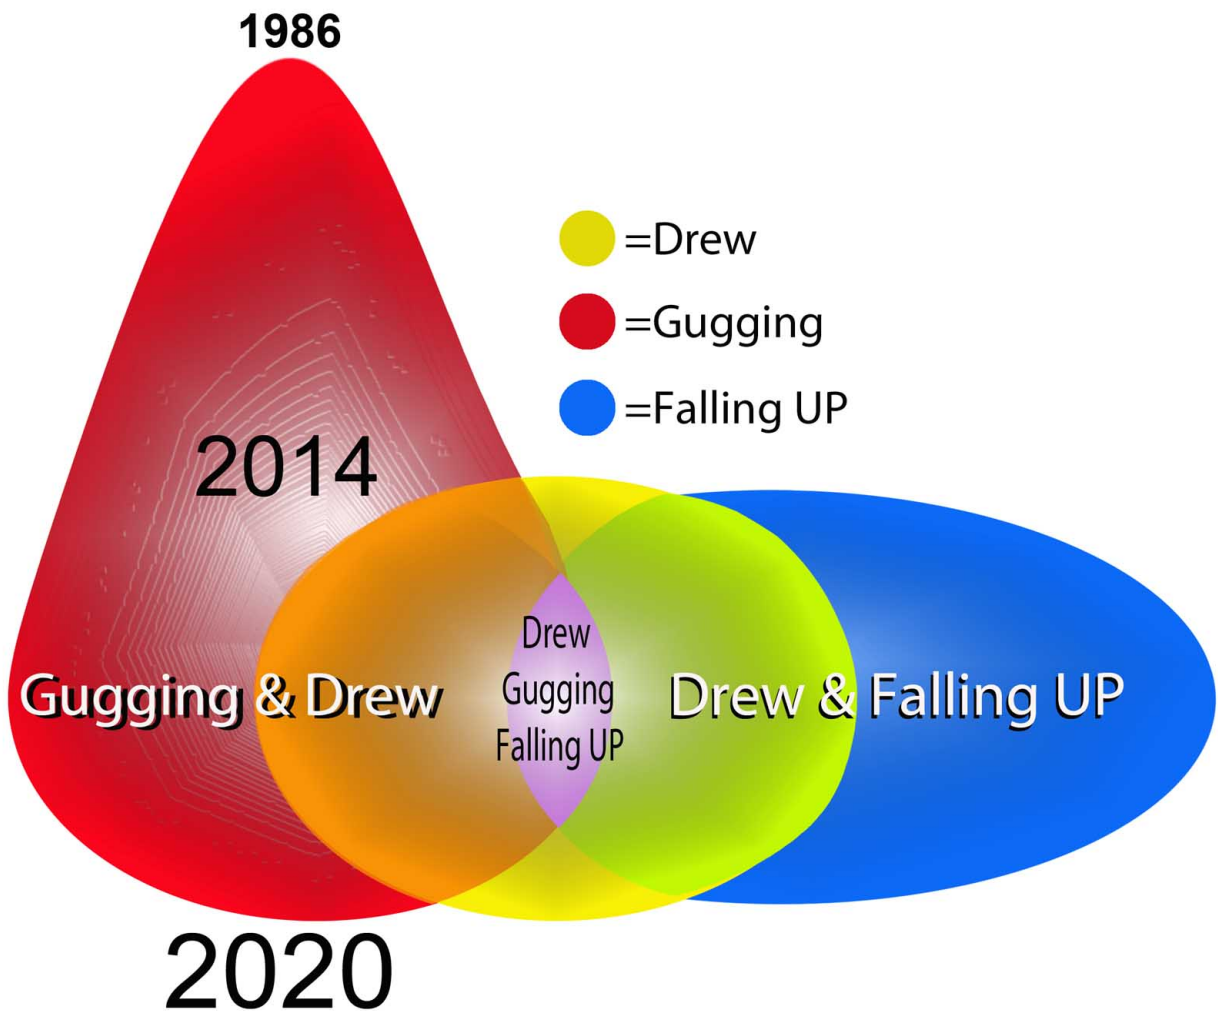 1986
=Drew
=Gugging
=Falling UP
2014
Drew
Gugging
Falling UP
Gugging & Drew
Drew & Falling UP
2020